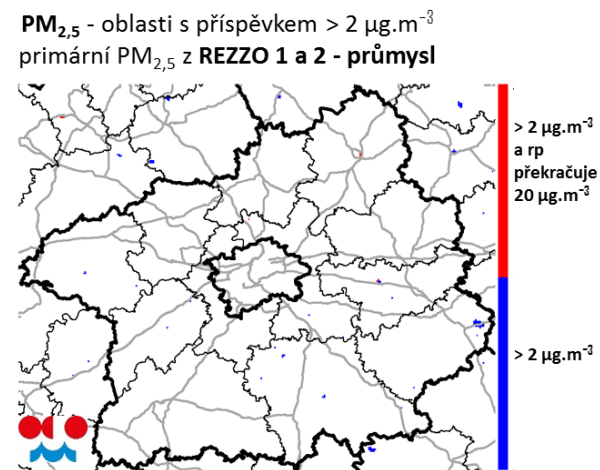 PM2,5 - oblasti s příspěvkem > 2 µg.m⁻³
primární PM2,5 z REZZO 1 a 2 - průmysl
> 2 µg.m⁻³
a rp
překračuje
20 µg.m⁻³
> 2 µg.m⁻³